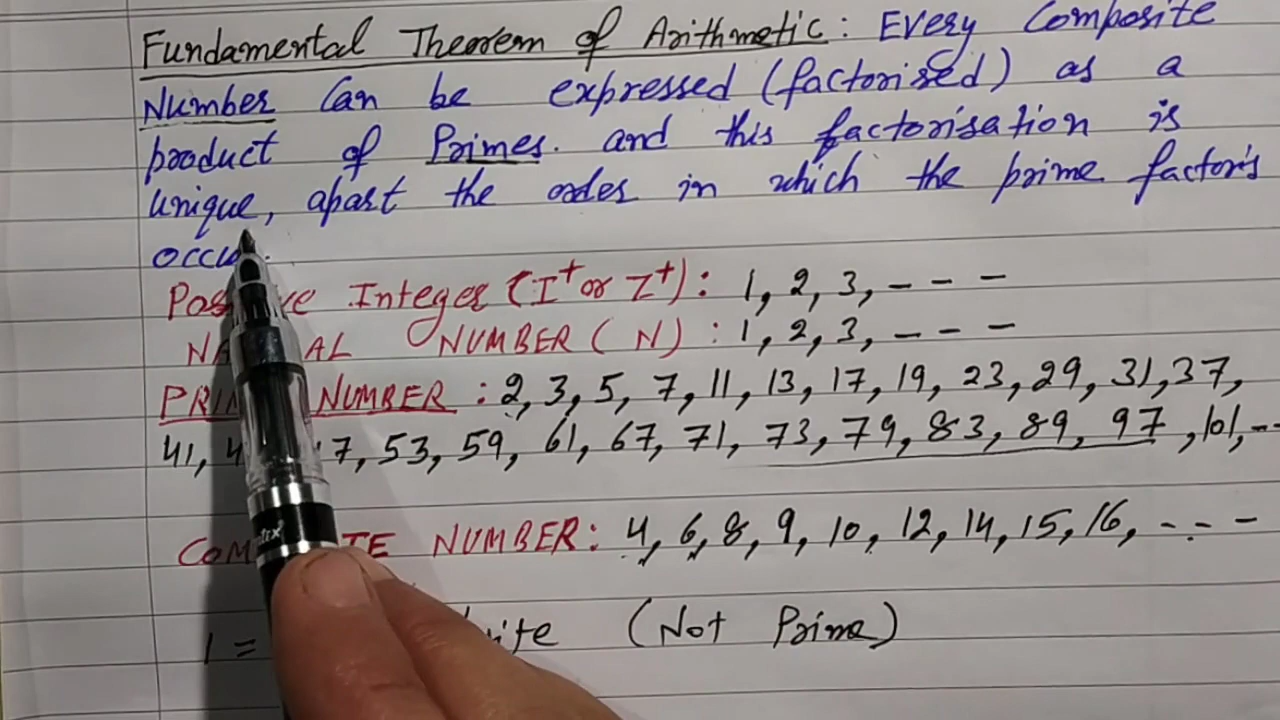 Fundamental Theorem of Arithmetic: Every Composite
Number Can be expressed (factorised) as a
product of Primes. and this factorisation is
unique, apart the order in which the prime factors
Integer (I+ or Z+): 1, 2, 3, - - -
NUMBER (N): 1, 2, 3, - - -
NUMBER: 2, 3, 5, 7, 11, 13, 17, 19, 23, 29, 31, 37,
41, 53, 59, 61, 67, 71, 73, 79, 83, 89, 97, 101, --
NUMBER: 4, 6, 8, 9, 10, 12, 14, 15, 16, - - -
1 = (Not Prime)